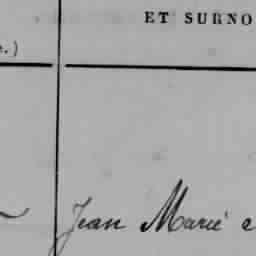 ET SURNO
.)
Jean Marie